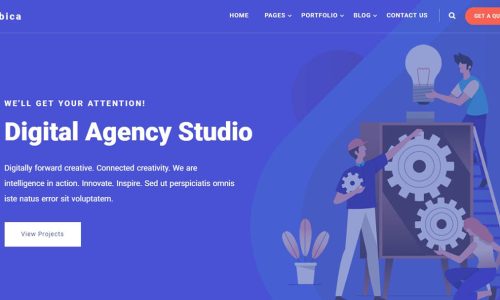 bica
HOME PAGES PORTFOLIO BLOG CONTACT US GET A QU
WE'LL GET YOUR ATTENTION!
Digital Agency Studio
Digitally forward creative. Connected creativity. We are
intelligence in action. Innovate. Inspire. Sed ut perspiciatis omnis
iste natus error sit voluptatem.
View Projects